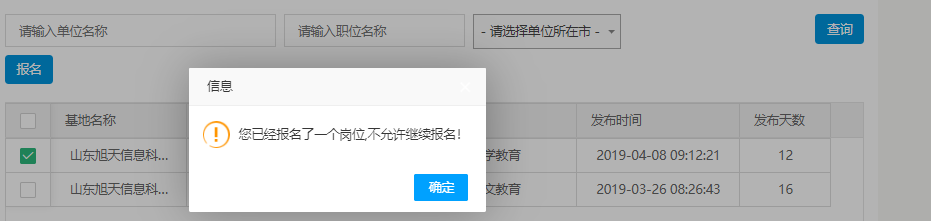 请输入单位名称 请输入职位名称 - 请选择单位所在市 - 查询
报名
信息
基地名称 发布时间 发布天数
您已经报名了一个岗位,不允许继续报名!
山东旭天信息科... 学教育 2019-04-08 09:12:21 12
确定
山东旭天信息科... 文教育 2019-03-26 08:26:43 16